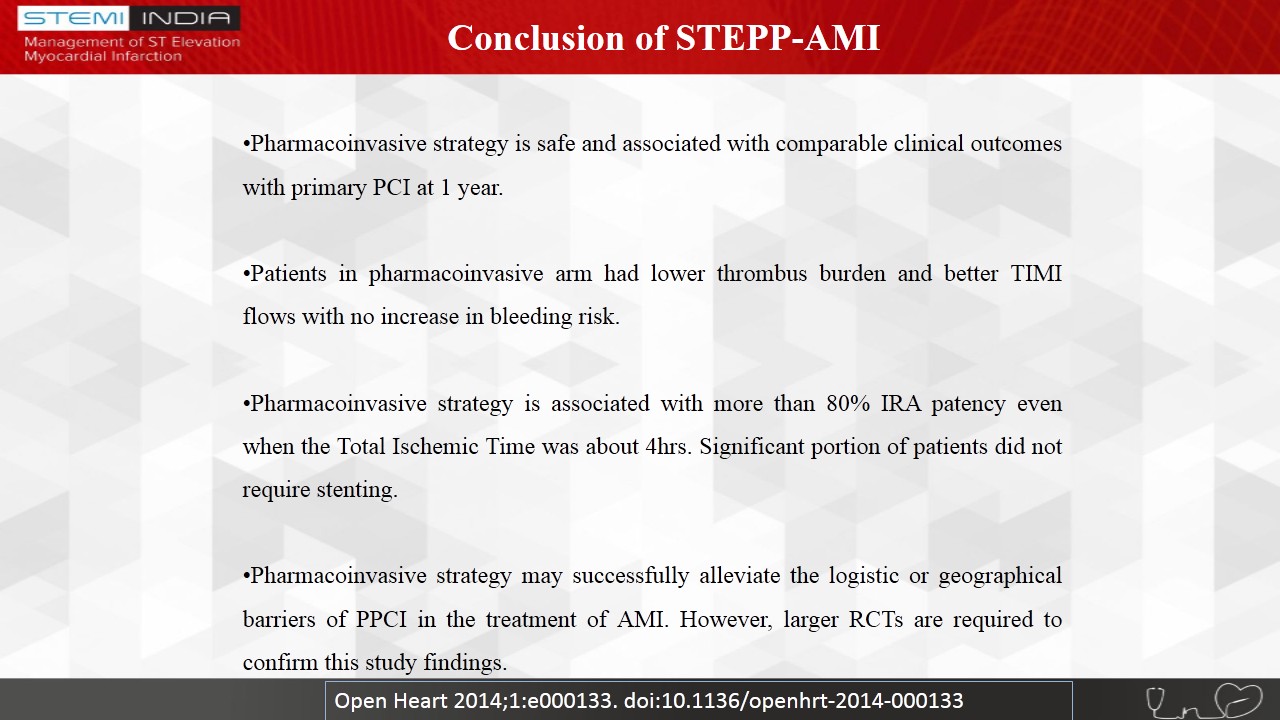 STEMI INDIA
Management of ST Elevation
Myocardial Infarction
Conclusion of STEPP-AMI
•Pharmacoinvasive strategy is safe and associated with comparable clinical outcomes
with primary PCI at 1 year.
•Patients in pharmacoinvasive arm had lower thrombus burden and better TIMI
flows with no increase in bleeding risk.
•Pharmacoinvasive strategy is associated with more than 80% IRA patency even
when the Total Ischemic Time was about 4hrs. Significant portion of patients did not
require stenting.
•Pharmacoinvasive strategy may successfully alleviate the logistic or geographical
barriers of PPCI in the treatment of AMI. However, larger RCTs are required to
confirm this study findings.
Open Heart 2014;1:e000133. doi:10.1136/openhrt-2014-000133